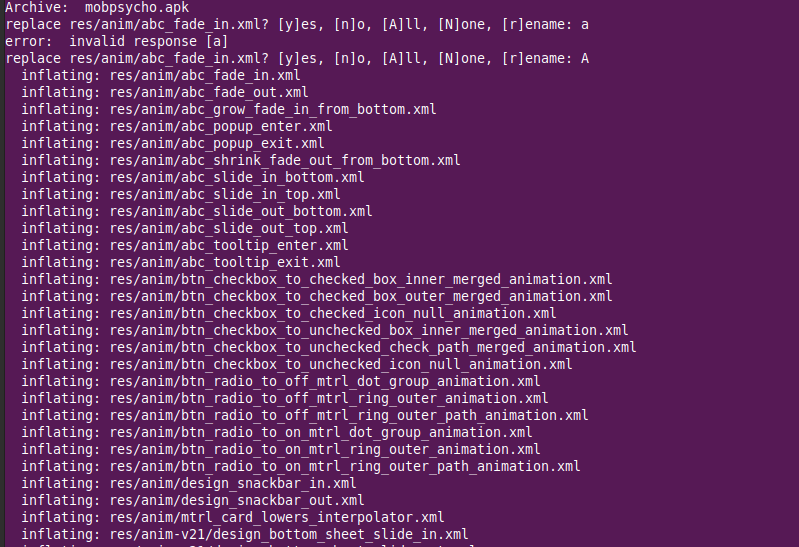 Archive:  mobpsycho.apk
replace res/anim/abc_fade_in.xml? [y]es, [n]o, [A]ll, [N]one, [r]ename: a
error:  invalid response [a]
replace res/anim/abc_fade_in.xml? [y]es, [n]o, [A]ll, [N]one, [r]ename: A
  inflating: res/anim/abc_fade_in.xml
  inflating: res/anim/abc_fade_out.xml
  inflating: res/anim/abc_grow_fade_in_from_bottom.xml
  inflating: res/anim/abc_popup_enter.xml
  inflating: res/anim/abc_popup_exit.xml
  inflating: res/anim/abc_shrink_fade_out_from_bottom.xml
  inflating: res/anim/abc_slide_in_bottom.xml
  inflating: res/anim/abc_slide_in_top.xml
  inflating: res/anim/abc_slide_out_bottom.xml
  inflating: res/anim/abc_slide_out_top.xml
  inflating: res/anim/abc_tooltip_enter.xml
  inflating: res/anim/abc_tooltip_exit.xml
  inflating: res/anim/btn_checkbox_to_checked_box_inner_merged_animation.xml
  inflating: res/anim/btn_checkbox_to_checked_box_outer_merged_animation.xml
  inflating: res/anim/btn_checkbox_to_checked_icon_null_animation.xml
  inflating: res/anim/btn_checkbox_to_unchecked_box_inner_merged_animation.xml
  inflating: res/anim/btn_checkbox_to_unchecked_check_path_merged_animation.xml
  inflating: res/anim/btn_checkbox_to_unchecked_icon_null_animation.xml
  inflating: res/anim/btn_radio_to_off_mtrl_dot_group_animation.xml
  inflating: res/anim/btn_radio_to_off_mtrl_ring_outer_animation.xml
  inflating: res/anim/btn_radio_to_off_mtrl_ring_outer_path_animation.xml
  inflating: res/anim/btn_radio_to_on_mtrl_dot_group_animation.xml
  inflating: res/anim/btn_radio_to_on_mtrl_ring_outer_animation.xml
  inflating: res/anim/btn_radio_to_on_mtrl_ring_outer_path_animation.xml
  inflating: res/anim/design_snackbar_in.xml
  inflating: res/anim/design_snackbar_out.xml
  inflating: res/anim/mtrl_card_lowers_interpolator.xml
  inflating: res/anim-v21/design_bottom_sheet_slide_in.xml